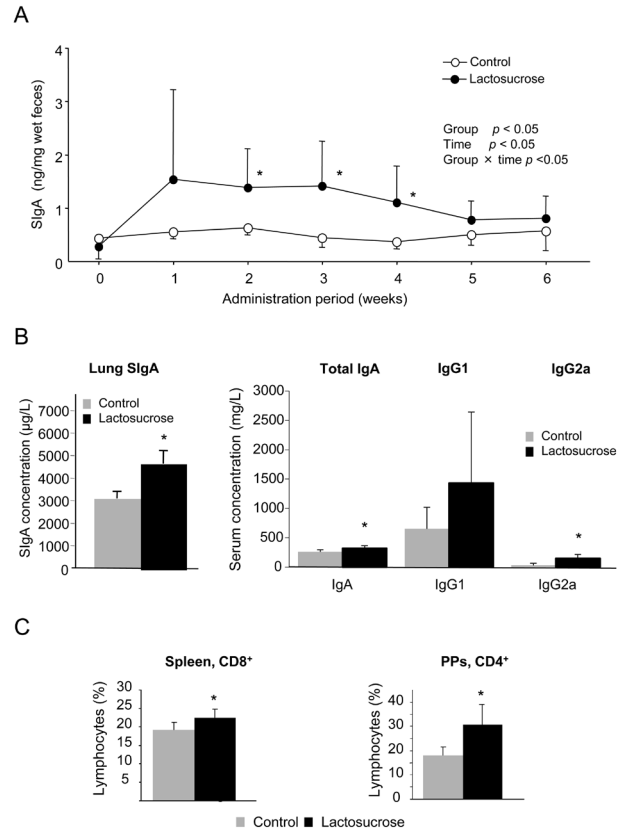 A
4
3
2
1
0
SIgA (ng/mg wet feces)
Control
Lactosucrose
Group p < 0.05
Time p < 0.05
Group × time p <0.05
* * *
0 1 2 3 4 5 6
Administration period (weeks)
B
Lung SIgA
Control
Lactosucrose
7000
6000
5000
4000
3000
2000
1000
0
SIgA concentration (µg/L)
*
Total IgA IgG1 IgG2a
3000
2500
2000
1500
1000
500
0
Serum concentration (mg/L)
Control
Lactosucrose
* *
IgA IgG1 IgG2a
C
Spleen, CD8+
30
25
20
15
10
5
Lymphocytes (%)
*
PPs, CD4+
40
30
20
10
0
Lymphocytes (%)
*
Control Lactosucrose